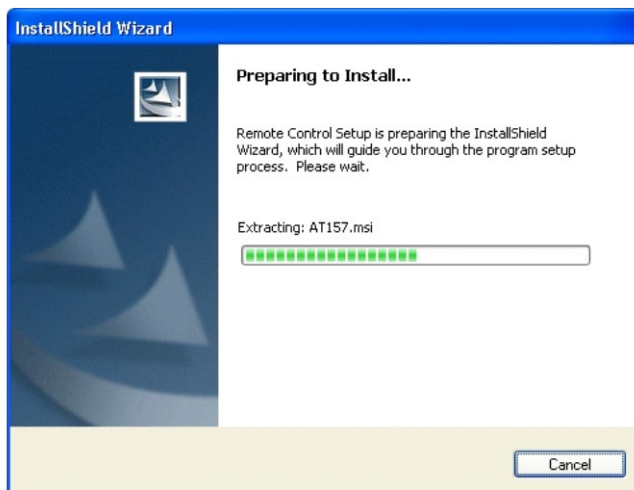 InstallShield Wizard
Preparing to Install...
Remote Control Setup is preparing the InstallShield
Wizard, which will guide you through the program setup
process. Please wait.
Extracting: AT157.msi
Cancel